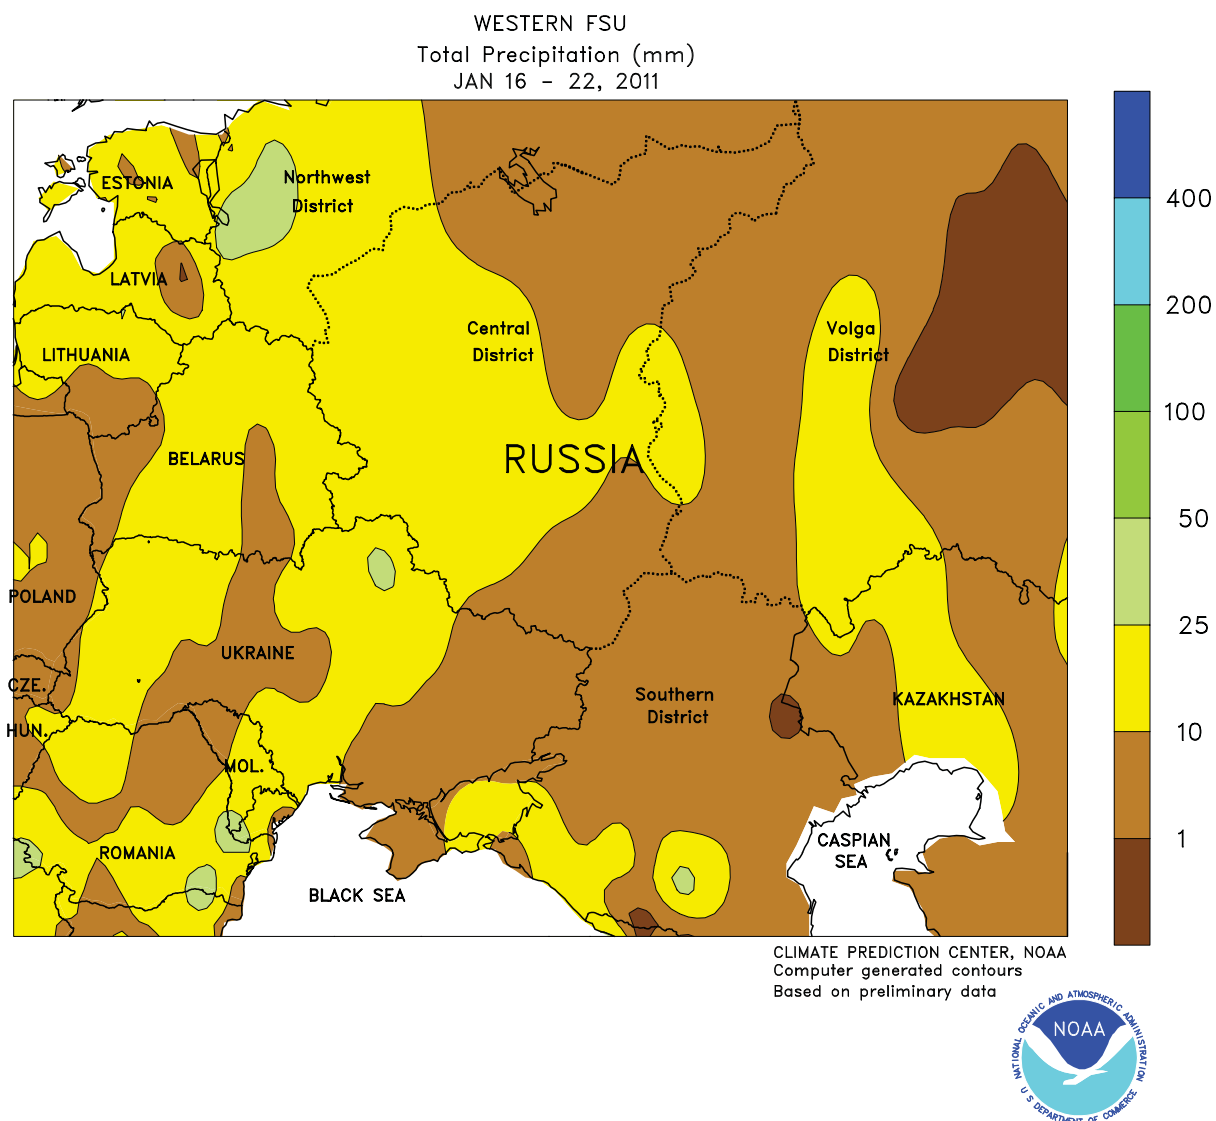 WESTERN FSU
Total Precipitation (mm)
JAN 16 - 22, 2011
400
200
100
50
25
10
1
ESTONIA
Northwest
District
LATVIA
Central
District
Volga
District
LITHUANIA
BELARUS
RUSSIA
POLAND
UKRAINE
CZE.
Southern
District
KAZAKHSTAN
HUN.
MOL.
ROMANIA
CASPIAN
SEA
BLACK SEA
CLIMATE PREDICTION CENTER, NOAA
Computer generated contours
Based on preliminary data
NATIONAL OCEANIC AND ATMOSPHERIC ADMINISTRATION
NOAA
U S DEPARTMENT OF COMMERCE